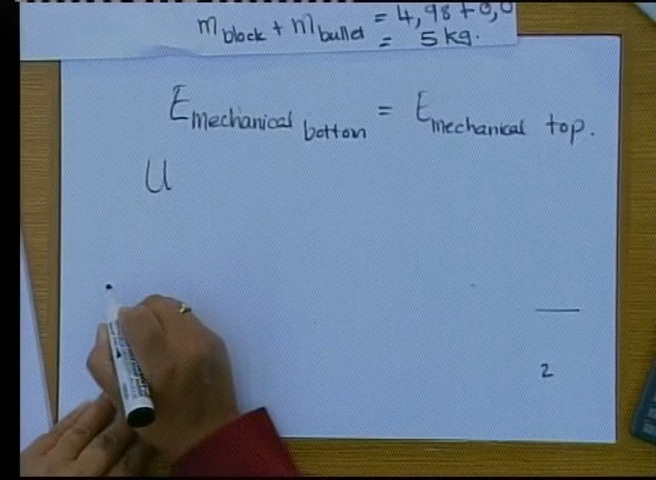 m block + m bullet = 4,98 + 0,0
= 5 kg.
E mechanical bottom = E mechanical top.
U
2